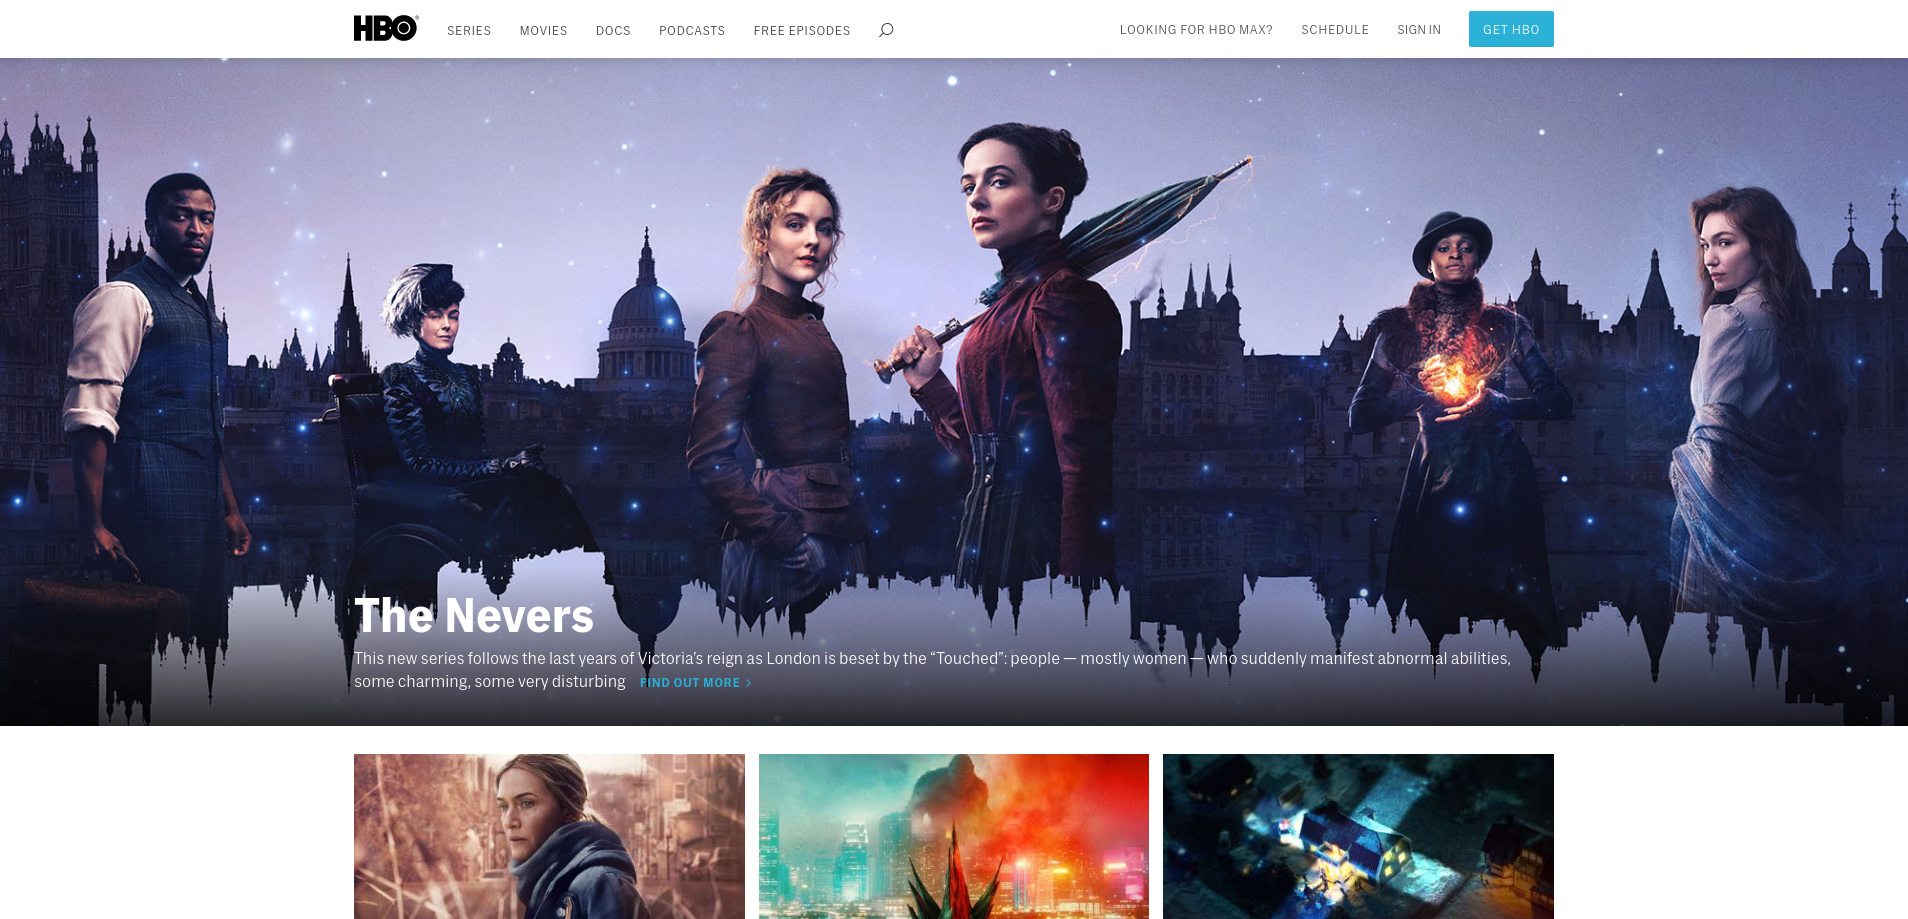 HBO® SERIES MOVIES DOCS PODCASTS FREE EPISODES LOOKING FOR HBO MAX? SCHEDULE SIGN IN GET HBO
The Nevers
This new series follows the last years of Victoria's reign as London is beset by the “Touched”: people — mostly women — who suddenly manifest abnormal abilities,
some charming, some very disturbing FIND OUT MORE >